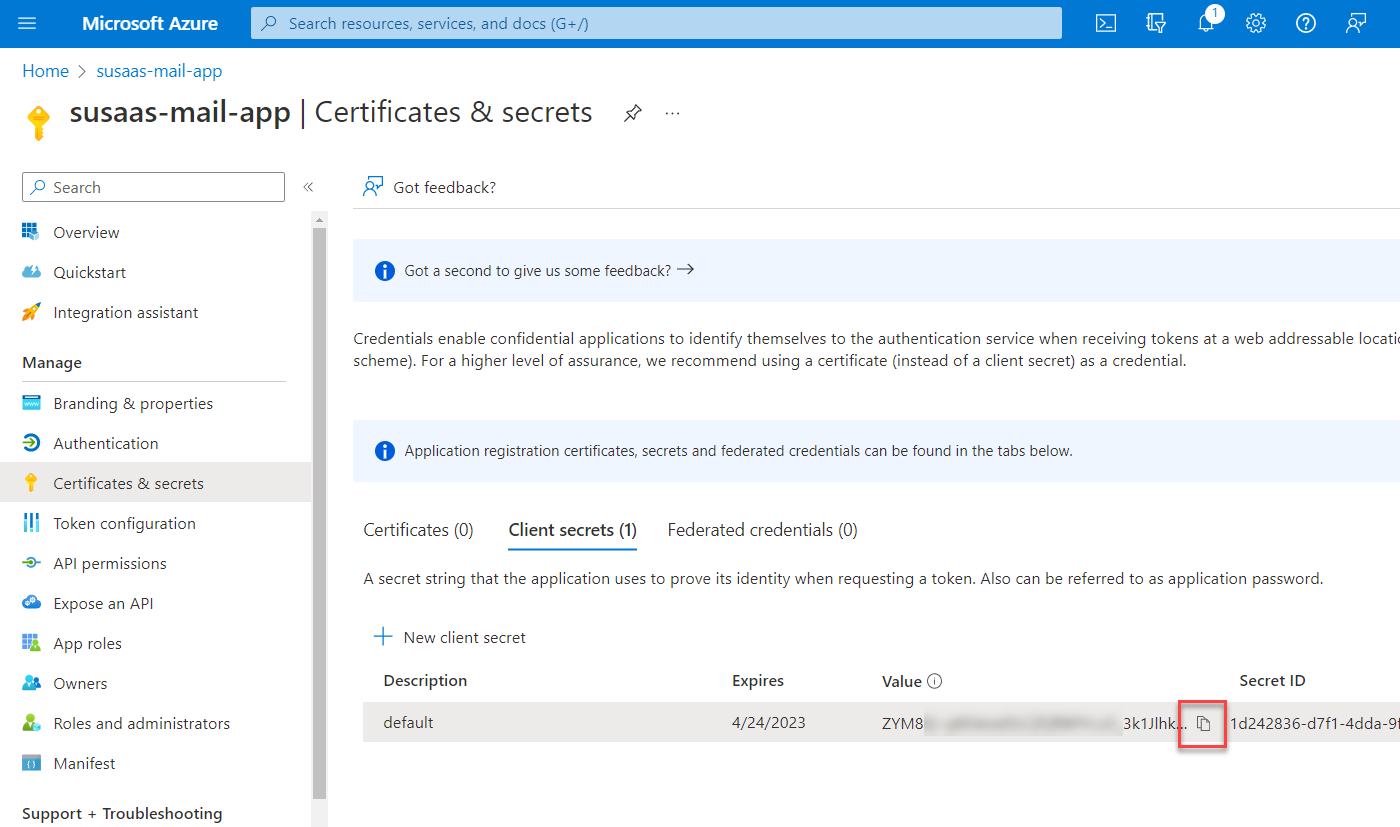 Microsoft Azure
Search resources, services, and docs (G+/)
1
Home > susaas-mail-app
susaas-mail-app | Certificates & secrets
Search
«
Got feedback?
Overview
Quickstart
Integration assistant
Manage
Branding & properties
Authentication
Certificates & secrets
Token configuration
API permissions
Expose an API
App roles
Owners
Roles and administrators
Manifest
Support + Troubleshooting
Got a second to give us some feedback? →
Credentials enable confidential applications to identify themselves to the authentication service when receiving tokens at a web addressable locatio
scheme). For a higher level of assurance, we recommend using a certificate (instead of a client secret) as a credential.
Application registration certificates, secrets and federated credentials can be found in the tabs below.
Certificates (0) Client secrets (1) Federated credentials (0)
A secret string that the application uses to prove its identity when requesting a token. Also can be referred to as application password.
New client secret
Description Expires Value Secret ID
default 4/24/2023 ZYM8 3k1Jlhk... 1d242836-d7f1-4dda-9f